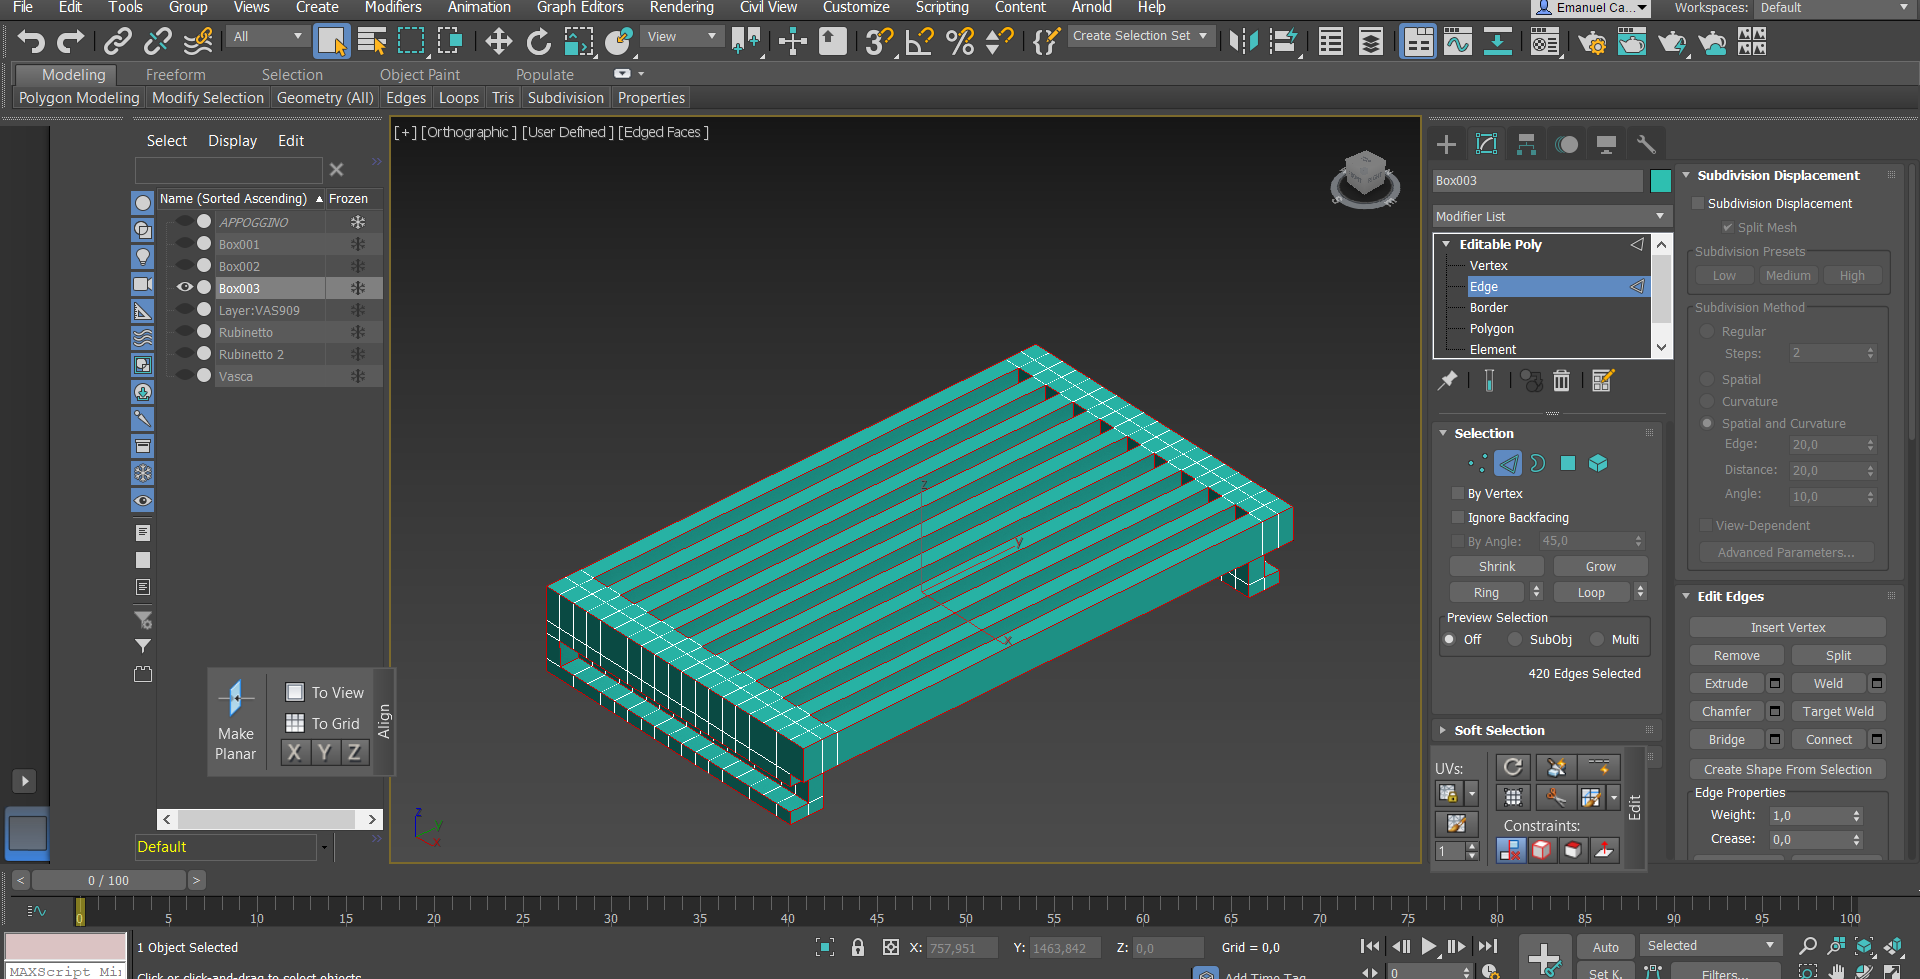 File Edit Tools Group Views Create Modifiers Animation Graph Editors Rendering Civil View Customize Scripting Content Arnold Help
Emanuel Ca... Workspaces: Default
All View Create Selection Set
Modeling Freeform Selection Object Paint Populate
Polygon Modeling Modify Selection Geometry (All) Edges Loops Tris Subdivision Properties
Select Display Edit
Name (Sorted Ascending) Frozen
APPOGGINO
Box001
Box002
Box003
Layer:VAS909
Rubinetto
Rubinetto 2
Vasca
To View
To Grid
Make
Planar
X Y Z
Align
Default
[+] [Orthographic ] [User Defined ] [Edged Faces ]
z
y
x
z
y
x
Box003
Modifier List
Editable Poly
Vertex
Edge
Border
Polygon
Element
Selection
By Vertex
Ignore Backfacing
By Angle: 45,0
Shrink Grow
Ring Loop
Preview Selection
Off SubObj Multi
420 Edges Selected
Soft Selection
UVs:
Constraints:
1
Edit
Subdivision Displacement
Subdivision Displacement
Split Mesh
Subdivision Presets
Low Medium High
Subdivision Method
Regular
Steps: 2
Spatial
Curvature
Spatial and Curvature
Edge: 20,0
Distance: 20,0
Angle: 10,0
View-Dependent
Advanced Parameters...
Edit Edges
Insert Vertex
Remove Split
Extrude Weld
Chamfer Target Weld
Bridge Connect
Create Shape From Selection
Edge Properties
Weight: 1,0
Crease: 0,0
< 0 / 100 >
0 5 10 15 20 25 30 35 40 45 50 55 60 65 70 75 80 85 90 95 100
1 Object Selected X: 757,951 Y: 1463,842 Z: 0,0 Grid = 0,0 Auto Selected
MAXScript Mi Click or click-and-drag to select objects Add Time Tag 0 Set K. Filters...